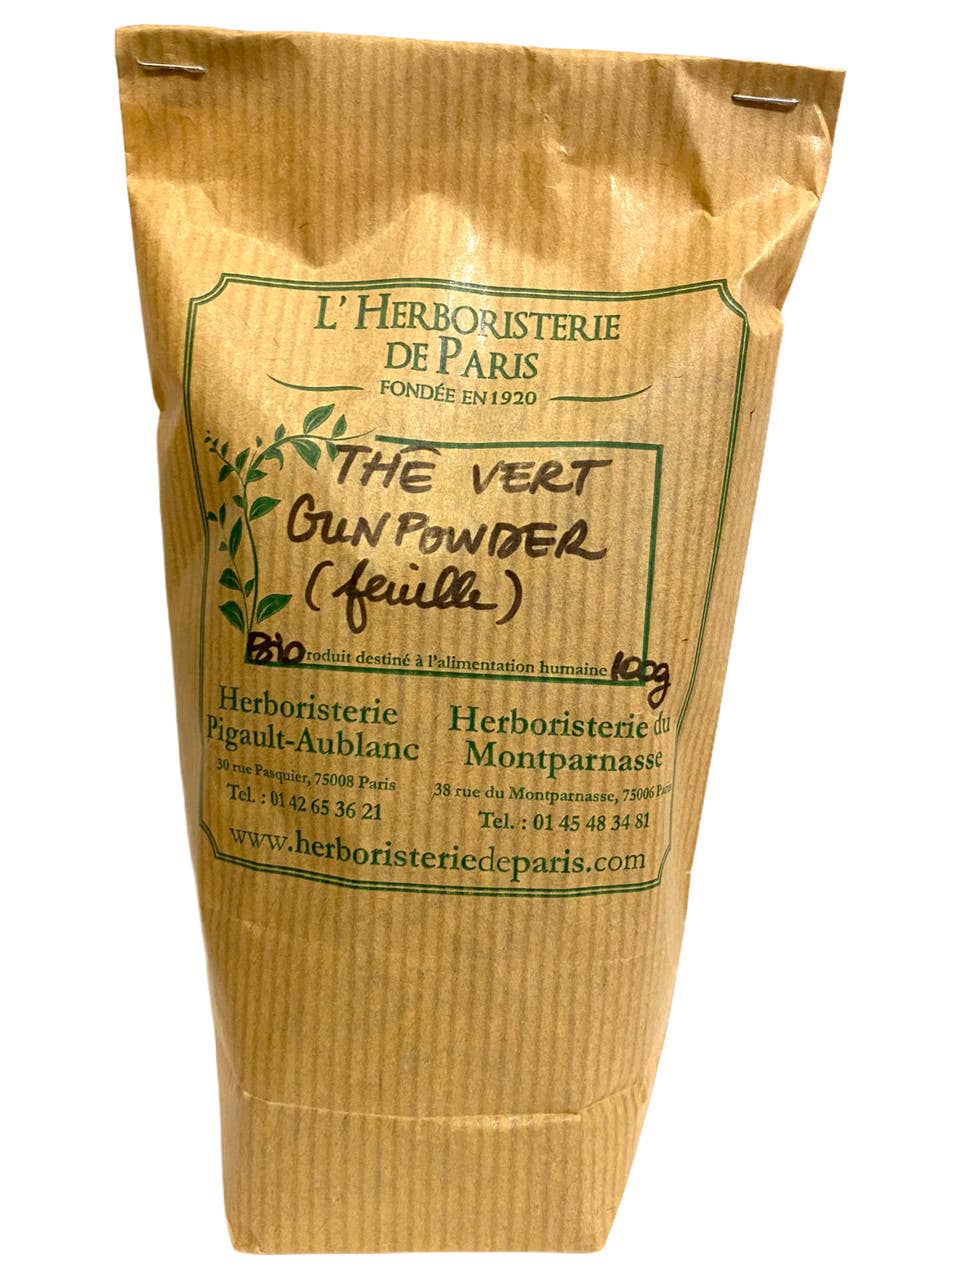 L'HERBORISTERIE
DE PARIS
FONDÉE EN 1920
THÊ VERT
GUNPOWDER
(feuille)
Bio roduit destiné à l'alimentation humaine 100g
Herboristerie
Pigault-Aublanc
30 rue Pasquier, 75008 Paris
Tel. : 01 42 65 36 21
Herboristerie du
Montparnasse
38 rue du Montparnasse, 75006 Paris
Tel. : 01 45 48 34 81
www.herboristeriedeparis.com